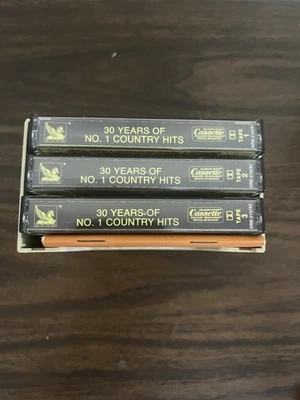 30 YEARS OF
NO. 1 COUNTRY HITS
Cassette
TAPE 1
30 YEARS OF
NO. 1 COUNTRY HITS
Cassette
TAPE 2
30 YEARS OF
NO. 1 COUNTRY HITS
Cassette
TAPE 3